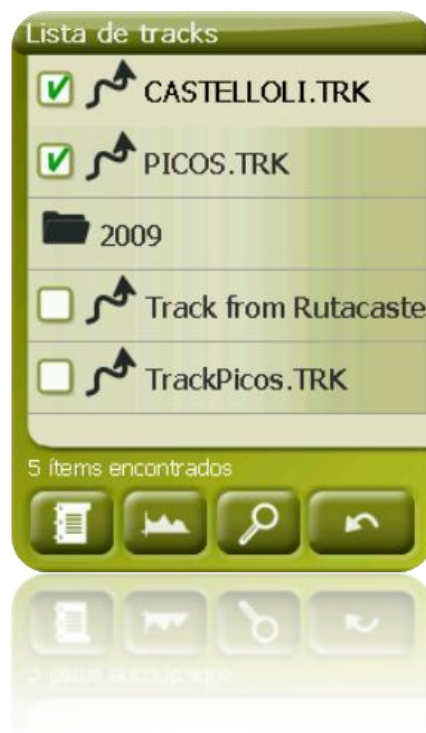 Lista de tracks
CASTELLOLI.TRK
PICOS.TRK
2009
Track from Rutacaste
TrackPicos.TRK
5 ítems encontrados